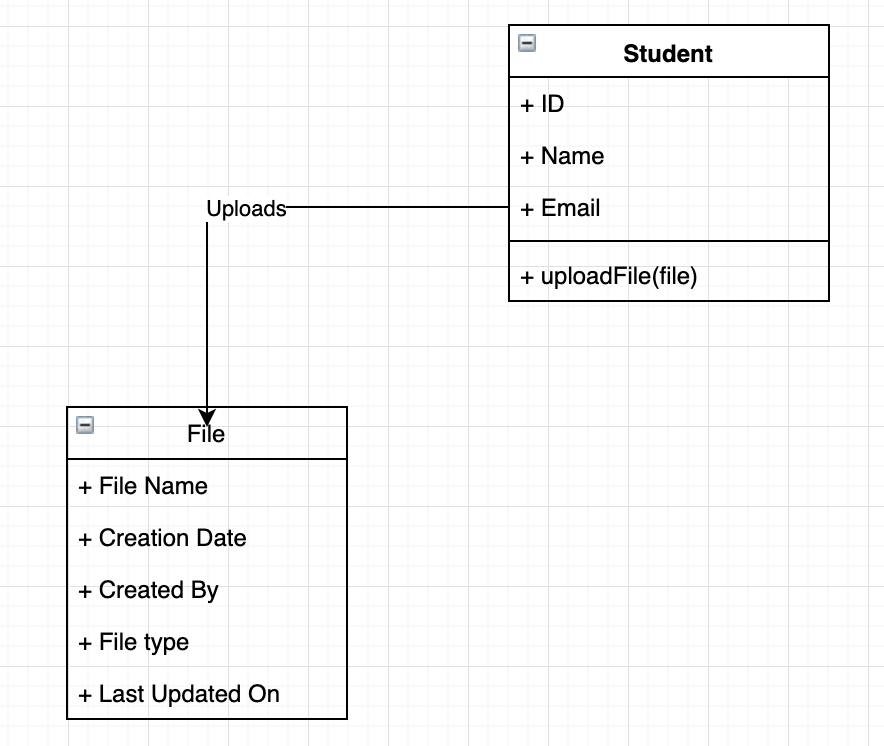 Student
+ ID
+ Name
+ Email
+ uploadFile(file)
Uploads
File
+ File Name
+ Creation Date
+ Created By
+ File type
+ Last Updated On